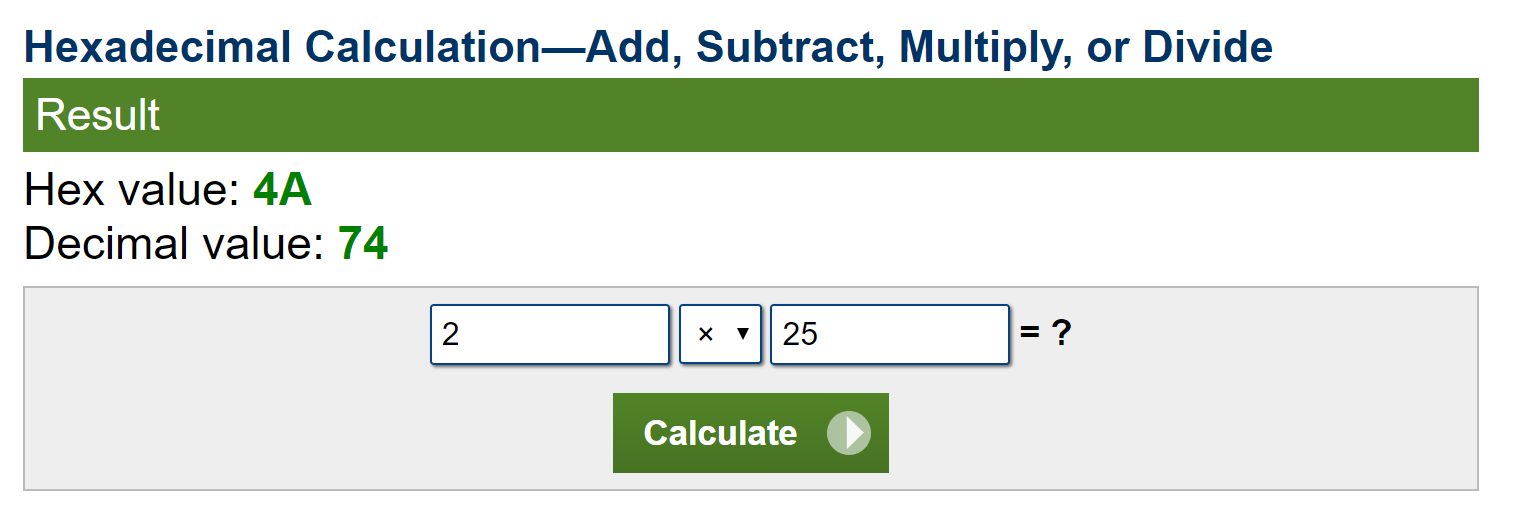 Hexadecimal Calculation—Add, Subtract, Multiply, or Divide
Result
Hex value: 4A
Decimal value: 74
2 × ▼ 25 = ?
Calculate